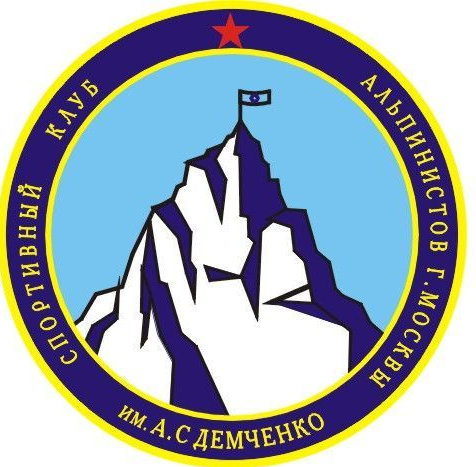 СПОРТИВНЫЙ КЛУБ
АЛЬПИНИСТОВ Г. МОСКВЫ
им. А. С ДЕМЧЕНКО